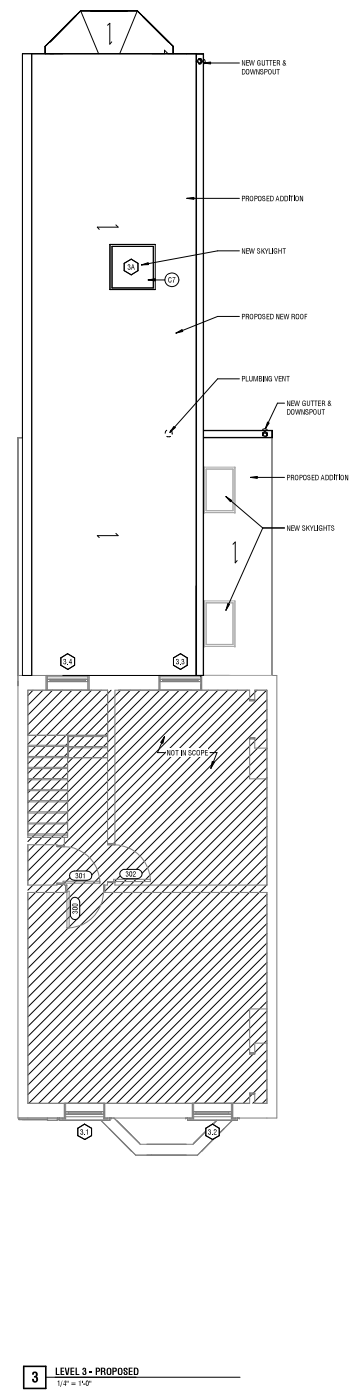 NEW GUTTER &
DOWNSPOUT
PROPOSED ADDITION
NEW SKYLIGHT
3A
C7
PROPOSED NEW ROOF
PLUMBING VENT
NEW GUTTER &
DOWNSPOUT
PROPOSED ADDITION
NEW SKYLIGHTS
3.4
3.3
NOT IN SCOPE
301
302
300
3.1
3.2
3
LEVEL 3 - PROPOSED
1/4" = 1'-0"